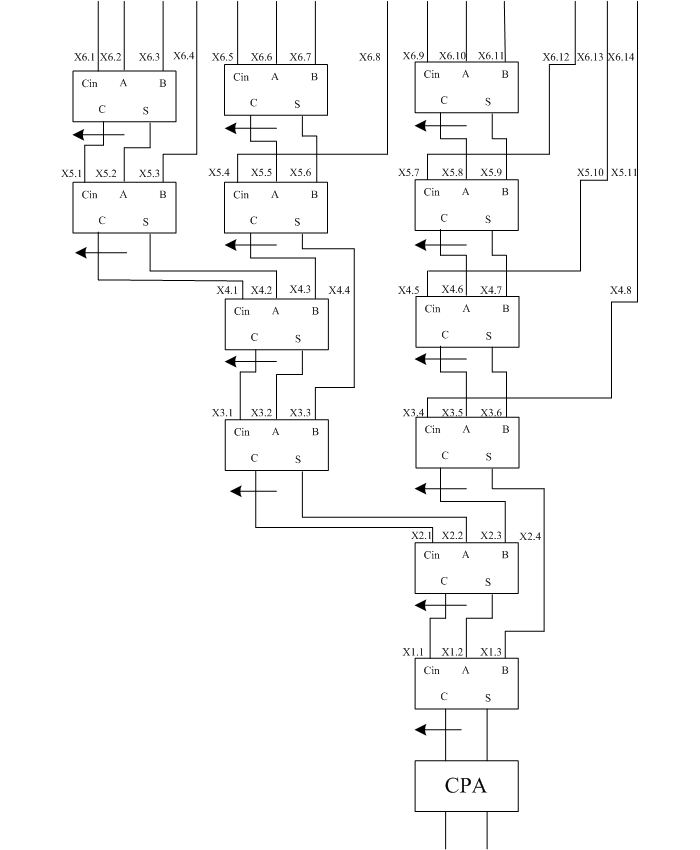 X6.1 X6.2 X6.3 X6.4 X6.5 X6.6 X6.7 X6.8 X6.9 X6.10 X6.11 X6.12 X6.13 X6.14
Cin A B Cin A B Cin A B
C S C S C S
X5.1 X5.2 X5.3 X5.4 X5.5 X5.6 X5.7 X5.8 X5.9 X5.10 X5.11
Cin A B Cin A B Cin A B
C S C S C S
X4.1 X4.2 X4.3 X4.4 X4.5 X4.6 X4.7 X4.8
Cin A B Cin A B
C S C S
X3.1 X3.2 X3.3 X3.4 X3.5 X3.6
Cin A B Cin A B
C S C S
X2.1 X2.2 X2.3 X2.4
Cin A B
C S
X1.1 X1.2 X1.3
Cin A B
C S
CPA